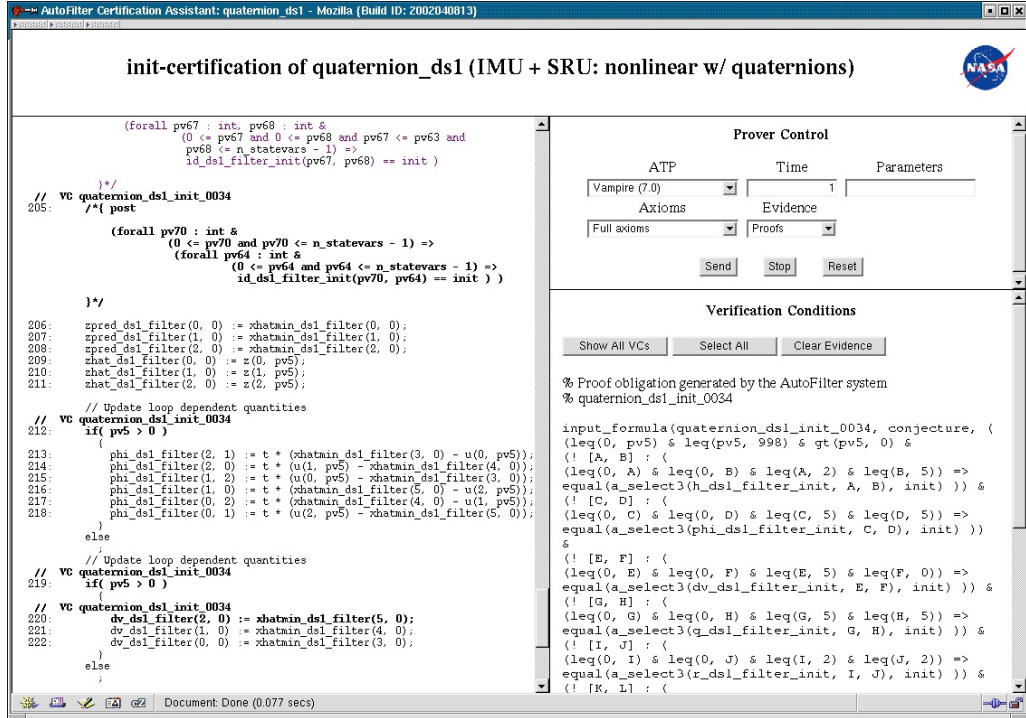 AutoFilter Certification Assistant: quaternion_ds1 - Mozilla {Build ID: 2002040813}
init-certification of quaternion_ds1 (IMU + SRU: nonlinear w/ quaternions)
NASA
(forall pv67 : int, pv68 : int &
(0 <= pv67 and 0 <= pv68 and pv67 <= pv63 and
pv68 <= n_statevars - 1) =>
id_ds1_filter_init(pv67, pv68) == init )
}*/
// VC quaternion_ds1_init_0034
205: /*{ post
(forall pv70 : int &
(0 <= pv70 and pv70 <= n_statevars - 1) =>
(forall pv64 : int &
(0 <= pv64 and pv64 <= n_statevars - 1) =>
id_ds1_filter_init(pv70, pv64) == init ) )
}*/
206: zpred_ds1_filter(0, 0) := xhatmin_ds1_filter(0, 0);
207: zpred_ds1_filter(1, 0) := xhatmin_ds1_filter(1, 0);
208: zpred_ds1_filter(2, 0) := xhatmin_ds1_filter(2, 0);
209: zhat_ds1_filter(0, 0) := z(0, pv5);
210: zhat_ds1_filter(1, 0) := z(1, pv5);
211: zhat_ds1_filter(2, 0) := z(2, pv5);
// Update loop dependent quantities
// VC quaternion_ds1_init_0034
212: if( pv5 > 0 )
{
213: phi_ds1_filter(2, 1) := t * (xhatmin_ds1_filter(3, 0) - u(0, pv5));
214: phi_ds1_filter(2, 0) := t * (u(1, pv5) - xhatmin_ds1_filter(4, 0));
215: phi_ds1_filter(1, 2) := t * (u(0, pv5) - xhatmin_ds1_filter(3, 0));
216: phi_ds1_filter(1, 0) := t * (xhatmin_ds1_filter(5, 0) - u(2, pv5));
217: phi_ds1_filter(0, 2) := t * (xhatmin_ds1_filter(4, 0) - u(1, pv5));
218: phi_ds1_filter(0, 1) := t * (u(2, pv5) - xhatmin_ds1_filter(5, 0));
}
else
;
// Update loop dependent quantities
// VC quaternion_ds1_init_0034
219: if( pv5 > 0 )
{
// VC quaternion_ds1_init_0034
220: dv_ds1_filter(2, 0) := xhatmin_ds1_filter(5, 0);
221: dv_ds1_filter(1, 0) := xhatmin_ds1_filter(4, 0);
222: dv_ds1_filter(0, 0) := xhatmin_ds1_filter(3, 0);
}
else
;
Prover Control
ATP Time Parameters
Vampire (7.0) 1
Axioms Evidence
Full axioms Proofs
Send Stop Reset
Verification Conditions
Show All VCs Select All Clear Evidence
% Proof obligation generated by the AutoFilter system
% quaternion_ds1_init_0034
input_formula(quaternion_ds1_init_0034, conjecture, (
(leq(0, pv5) & leq(pv5, 998) & gt(pv5, 0) &
(! [A, B] : (
(leq(0, A) & leq(0, B) & leq(A, 2) & leq(B, 5)) =>
equal(a_select3(h_ds1_filter_init, A, B), init) )) &
(! [C, D] : (
(leq(0, C) & leq(0, D) & leq(C, 5) & leq(D, 5)) =>
equal(a_select3(phi_ds1_filter_init, C, D), init) ))
&
(! [E, F] : (
(leq(0, E) & leq(0, F) & leq(E, 5) & leq(F, 0)) =>
equal(a_select3(dv_ds1_filter_init, E, F), init) )) &
(! [G, H] : (
(leq(0, G) & leq(0, H) & leq(G, 5) & leq(H, 5)) =>
equal(a_select3(q_ds1_filter_init, G, H), init) )) &
(! [I, J] : (
(leq(0, I) & leq(0, J) & leq(I, 2) & leq(J, 2)) =>
equal(a_select3(r_ds1_filter_init, I, J), init) )) &
(! [K, L] : (
Document: Done (0.077 secs)